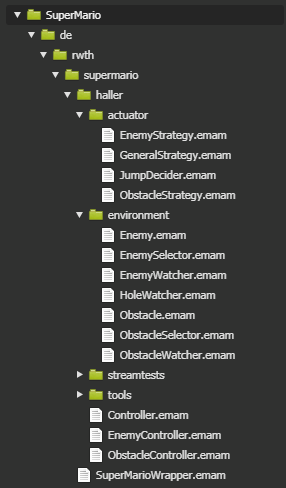 SuperMario
de
rwth
supermario
haller
actuator
EnemyStrategy.emam
GeneralStrategy.emam
JumpDecider.emam
ObstacleStrategy.emam
environment
Enemy.emam
EnemySelector.emam
EnemyWatcher.emam
HoleWatcher.emam
Obstacle.emam
ObstacleSelector.emam
ObstacleWatcher.emam
streamtests
tools
Controller.emam
EnemyController.emam
ObstacleController.emam
SuperMarioWrapper.emam